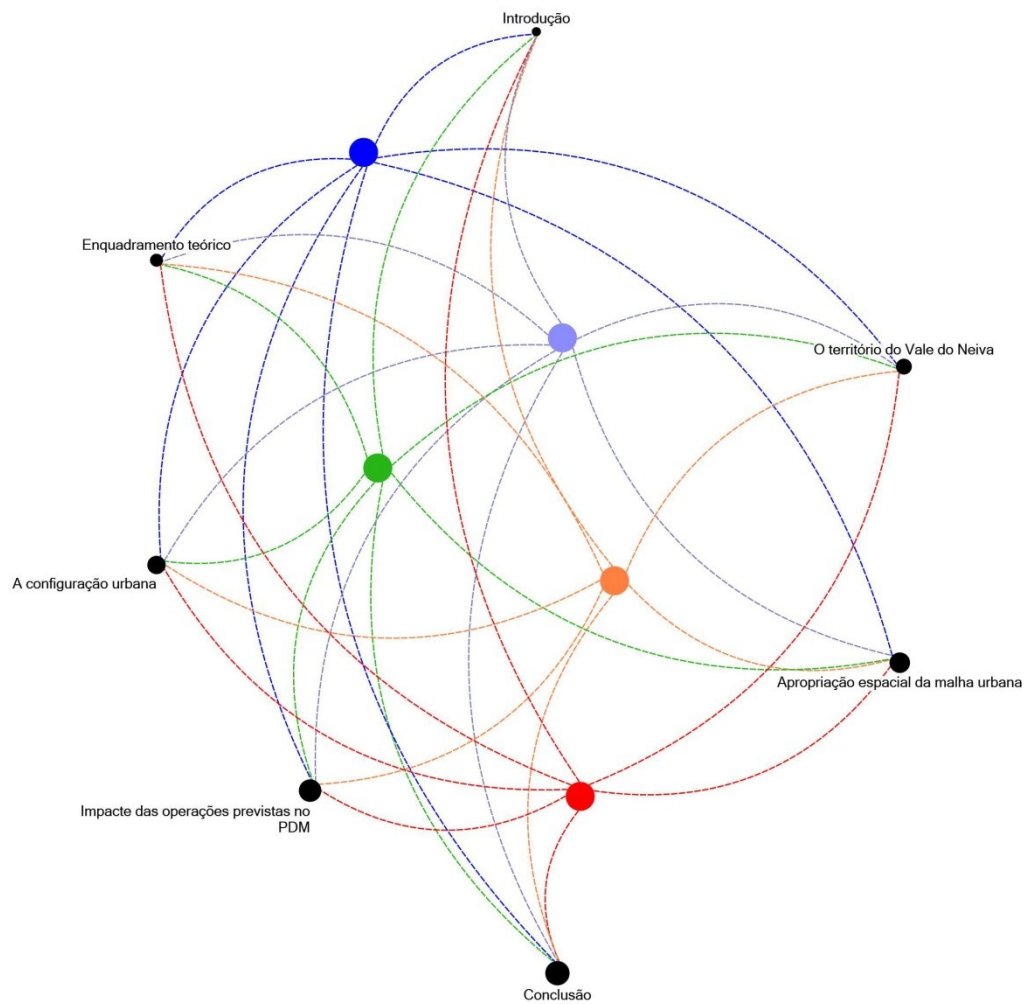 Introdução
Enquadramento teórico
O território do Vale do Neiva
A configuração urbana
Apropriação espacial da malha urbana
Impacte das operações previstas no
PDM
Conclusão